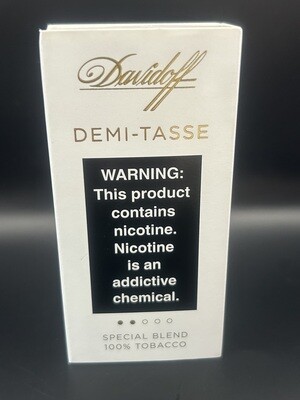 Davidoff
DEMI-TASSE
WARNING:
This product
contains
nicotine.
Nicotine
is an
addictive
chemical.
SPECIAL BLEND
100% TOBACCO